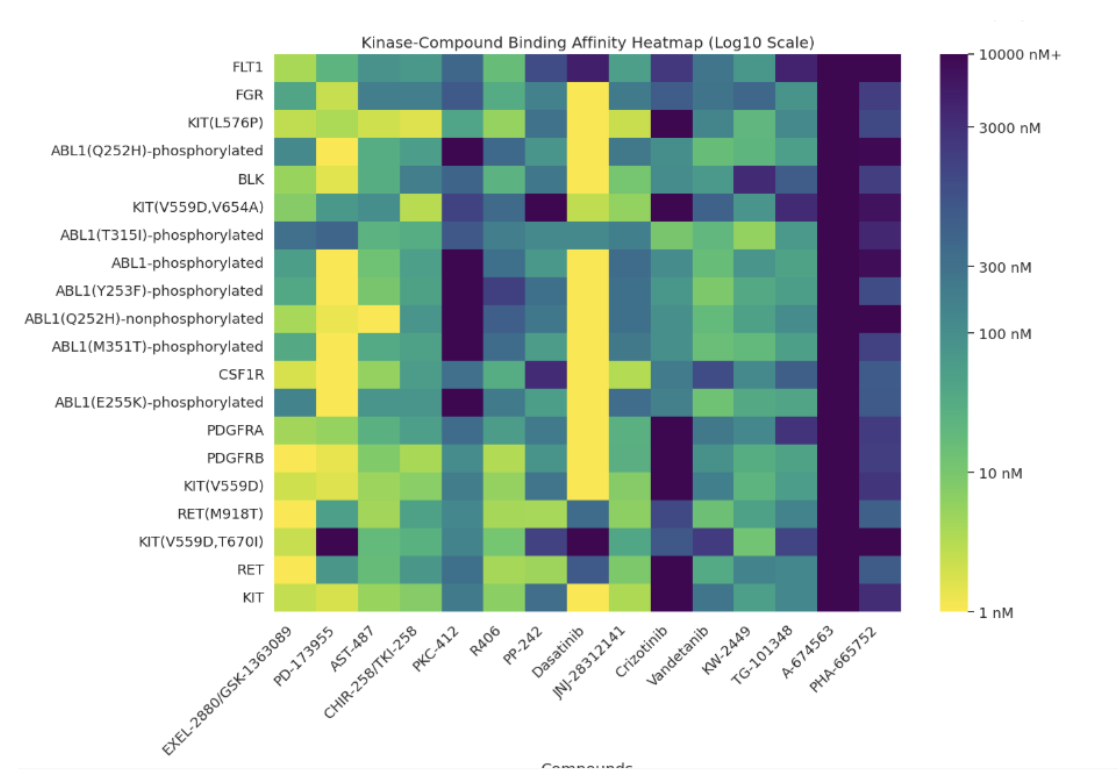 Kinase-Compound Binding Affinity Heatmap (Log10 Scale)
FLT1
FGR
KIT(L576P)
ABL1(Q252H)-phosphorylated
BLK
KIT(V559D,V654A)
ABL1(T315I)-phosphorylated
ABL1-phosphorylated
ABL1(Y253F)-phosphorylated
ABL1(Q252H)-nonphosphorylated
ABL1(M351T)-phosphorylated
CSF1R
ABL1(E255K)-phosphorylated
PDGFRA
PDGFRB
KIT(V559D)
RET(M918T)
KIT(V559D,T670I)
RET
KIT
10000 nM+
3000 nM
300 nM
100 nM
10 nM
1 nM
EXEL-2880/GSK-1363089
PD-173955
AST-487
CHIR-258/TKI-258
PKC-412
R406
PP-242
Dasatinib
JNJ-28312141
Crizotinib
Vandetanib
KW-2449
TG-101348
A-674563
PHA-665752
Compounds